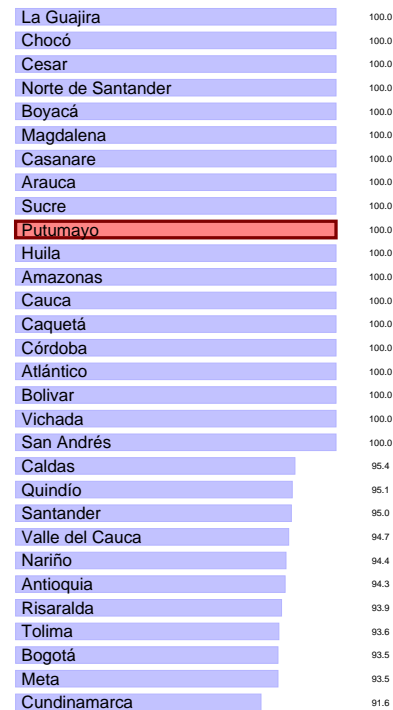 La Guajira 100.0
Chocó 100.0
Cesar 100.0
Norte de Santander 100.0
Boyacá 100.0
Magdalena 100.0
Casanare 100.0
Arauca 100.0
Sucre 100.0
Putumayo 100.0
Huila 100.0
Amazonas 100.0
Cauca 100.0
Caquetá 100.0
Córdoba 100.0
Atlántico 100.0
Bolivar 100.0
Vichada 100.0
San Andrés 100.0
Caldas 95.4
Quindío 95.1
Santander 95.0
Valle del Cauca 94.7
Nariño 94.4
Antioquia 94.3
Risaralda 93.9
Tolima 93.6
Bogotá 93.5
Meta 93.5
Cundinamarca 91.6